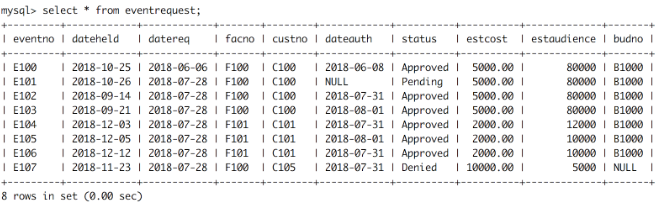 mysql> select * from eventrequest;
+---------+------------+------------+-------+--------+------------+----------+----------+-------------+-------+
| eventno | dateheld | datereq | facno | custno | dateauth | status | estcost | estaudience | budno |
+---------+------------+------------+-------+--------+------------+----------+----------+-------------+-------+
| E100 | 2018-10-25 | 2018-06-06 | F100 | C100 | 2018-06-08 | Approved | 5000.00 | 80000 | B1000 |
| E101 | 2018-10-26 | 2018-07-28 | F100 | C100 | NULL | Pending | 5000.00 | 80000 | B1000 |
| E102 | 2018-09-14 | 2018-07-28 | F100 | C100 | 2018-07-31 | Approved | 5000.00 | 80000 | B1000 |
| E103 | 2018-09-21 | 2018-07-28 | F100 | C100 | 2018-08-01 | Approved | 5000.00 | 80000 | B1000 |
| E104 | 2018-12-03 | 2018-07-28 | F101 | C101 | 2018-07-31 | Approved | 2000.00 | 12000 | B1000 |
| E105 | 2018-12-05 | 2018-07-28 | F101 | C101 | 2018-08-01 | Approved | 2000.00 | 10000 | B1000 |
| E106 | 2018-12-12 | 2018-07-28 | F101 | C101 | 2018-07-31 | Approved | 2000.00 | 10000 | B1000 |
| E107 | 2018-11-23 | 2018-07-28 | F100 | C105 | 2018-07-31 | Denied | 10000.00 | 5000 | NULL |
+---------+------------+------------+-------+--------+------------+----------+----------+-------------+-------+
8 rows in set (0.00 sec)